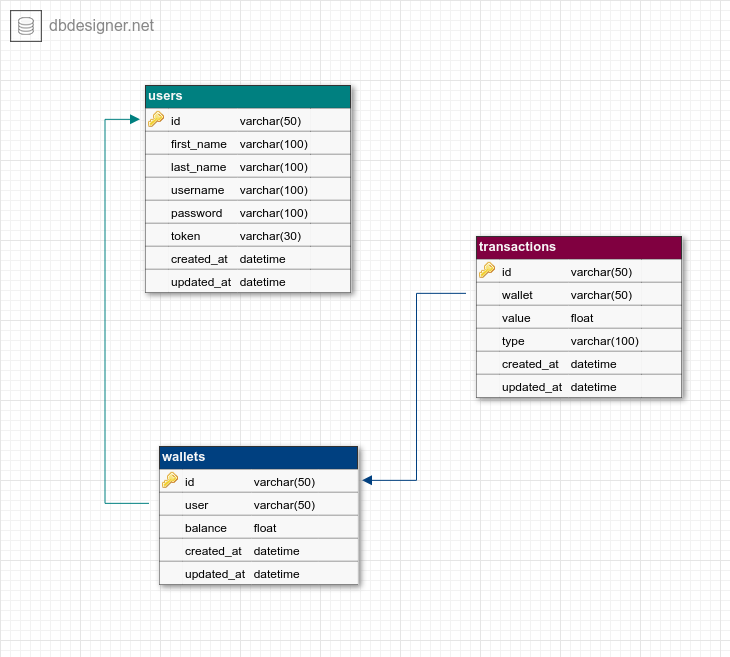 dbdesigner.net
users
id varchar(50)
first_name varchar(100)
last_name varchar(100)
username varchar(100)
password varchar(100)
token varchar(30)
created_at datetime
updated_at datetime
transactions
id varchar(50)
wallet varchar(50)
value float
type varchar(100)
created_at datetime
updated_at datetime
wallets
id varchar(50)
user varchar(50)
balance float
created_at datetime
updated_at datetime